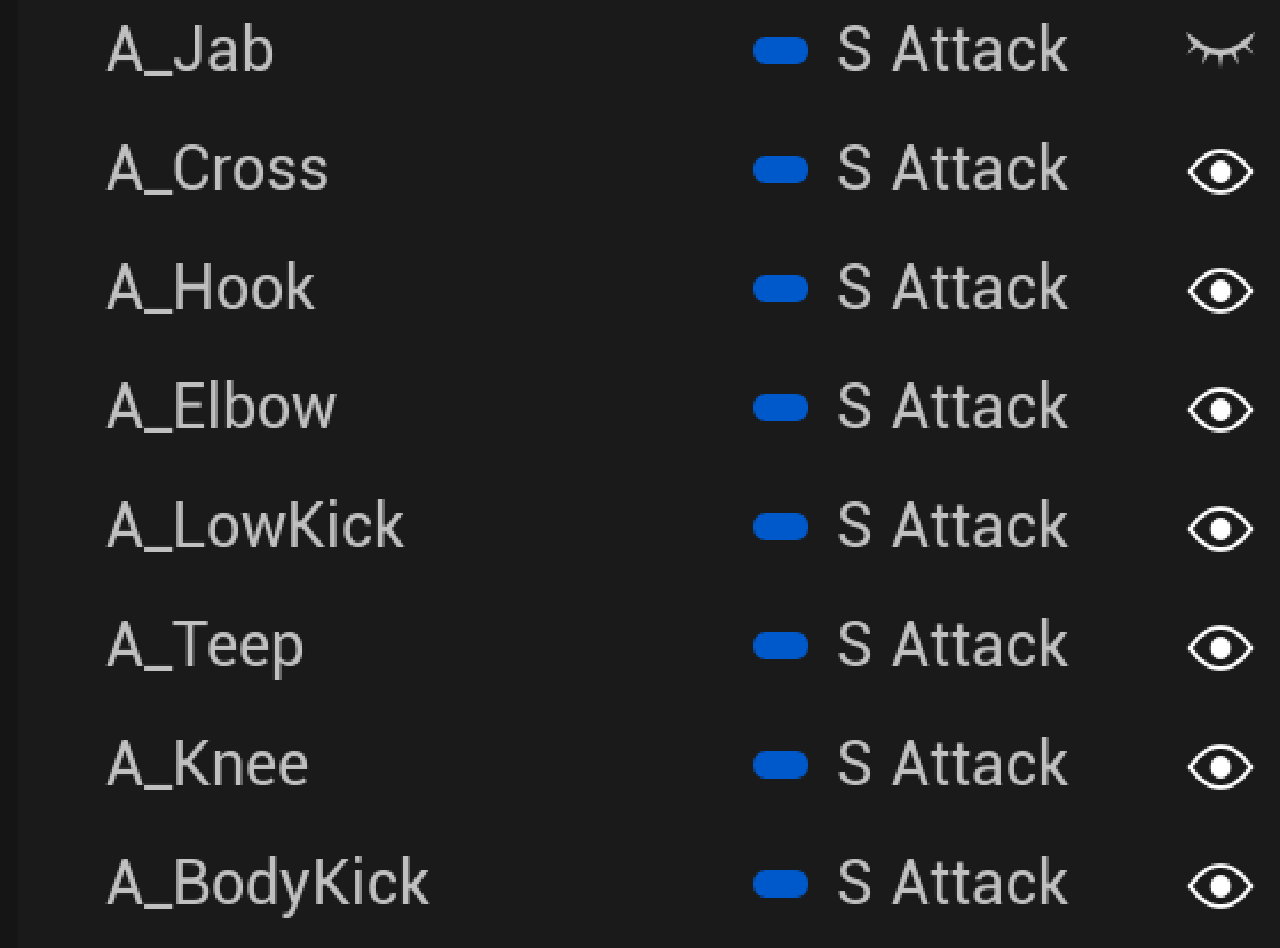 A_Jab S Attack
A_Cross S Attack
A_Hook S Attack
A_Elbow S Attack
A_LowKick S Attack
A_Teep S Attack
A_Knee S Attack
A_BodyKick S Attack